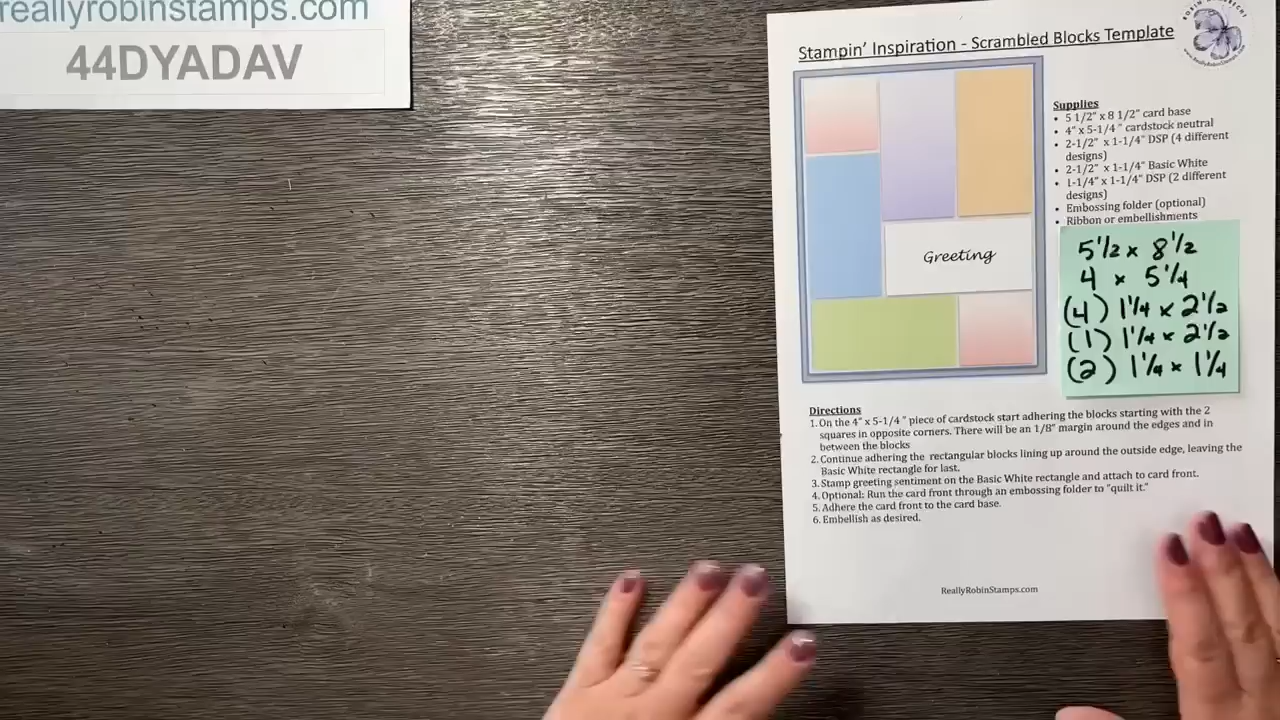 reallyrobinstamps.com
44DYADAV
Stampin' Inspiration - Scrambled Blocks Template
www.ReallyRobinStamps.com
Greeting
Supplies
• 5 1/2" x 8 1/2" card base
• 4" x 5-1/4 " cardstock neutral
• 2-1/2" x 1-1/4" DSP (4 different
designs)
• 2-1/2" x 1-1/4" Basic White
• 1-1/4" x 1-1/4" DSP (2 different
designs)
• Embossing folder (optional)
• Ribbon or embellishments
5 1/2 x 8 1/2
4 x 5 1/4
(4) 1 1/4 x 2 1/2
(1) 1 1/4 x 2 1/2
(2) 1 1/4 x 1 1/4
Directions
1. On the 4" x 5-1/4 " piece of cardstock start adhering the blocks starting with the 2
squares in opposite corners. There will be an 1/8" margin around the edges and in
between the blocks
2. Continue adhering the rectangular blocks lining up around the outside edge, leaving the
Basic White rectangle for last.
3. Stamp greeting sentiment on the Basic White rectangle and attach to card front.
4. Optional: Run the card front through an embossing folder to "quilt it."
5. Adhere the card front to the card base.
6. Embellish as desired.
ReallyRobinStamps.com